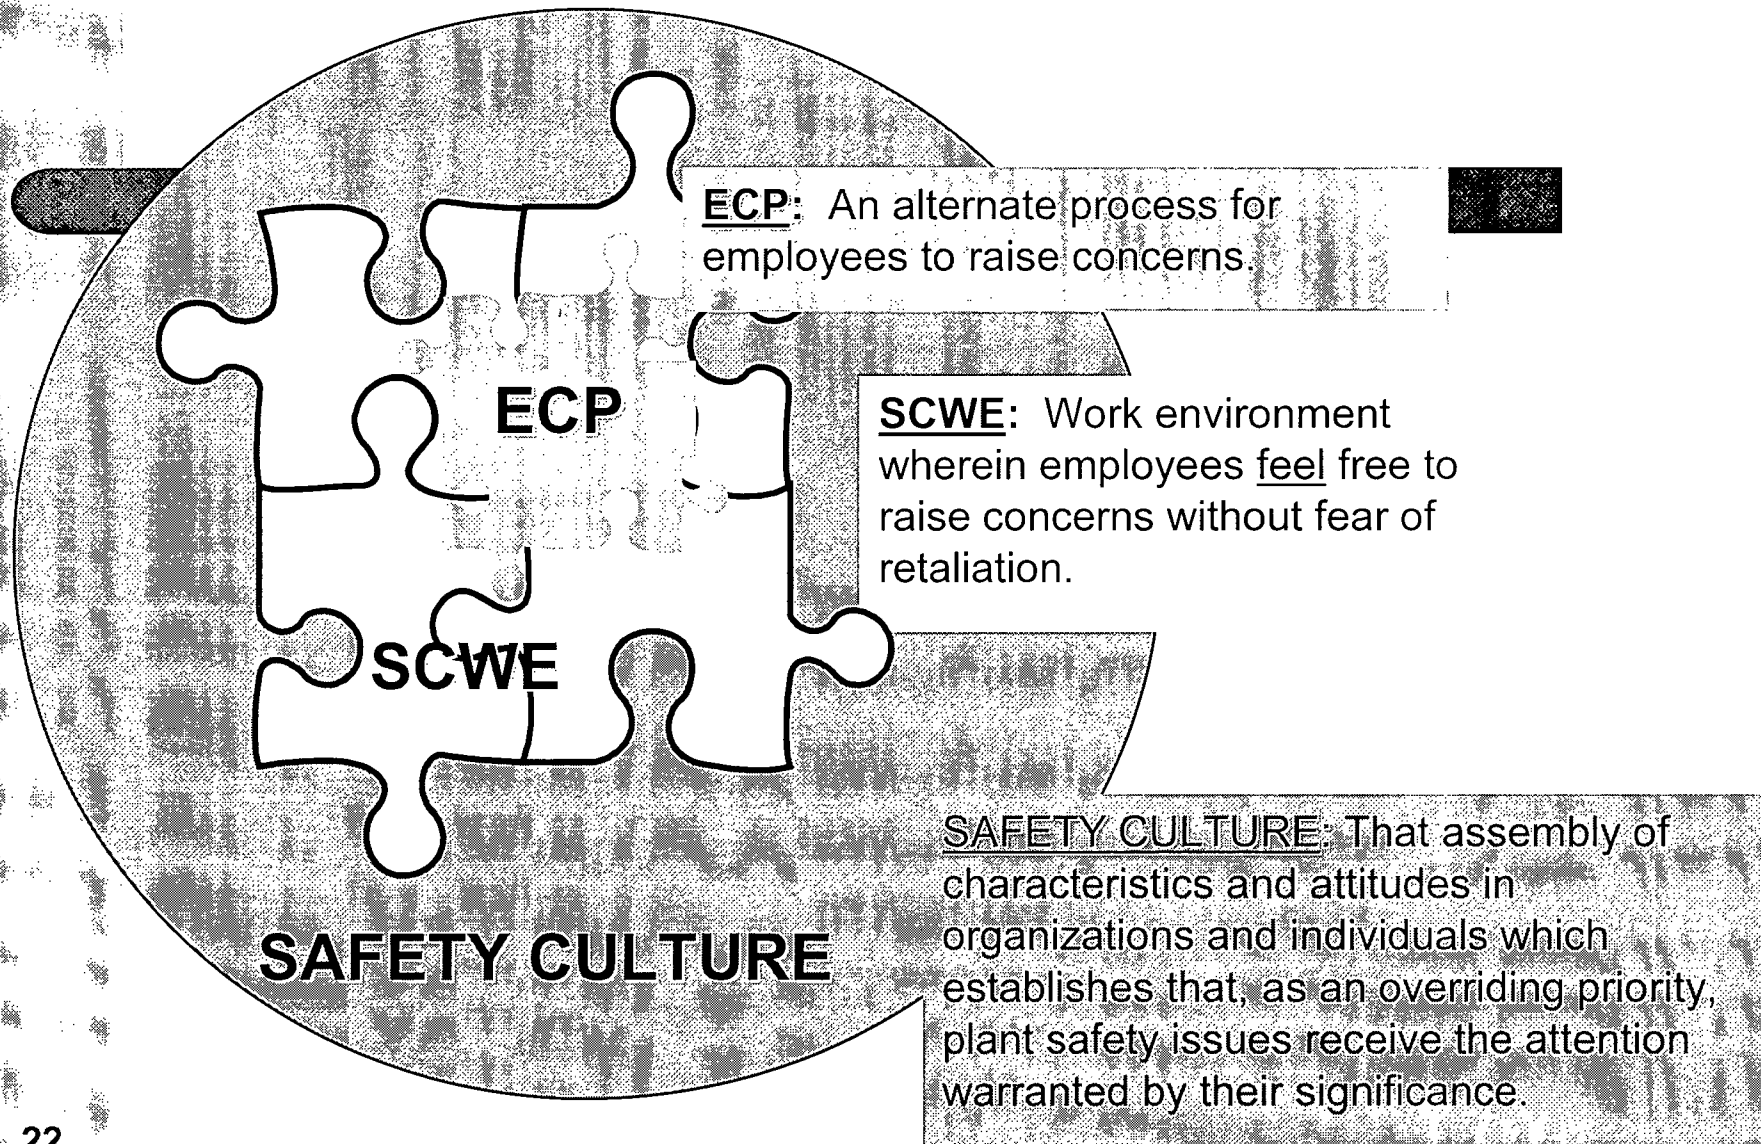 ECP: An alternate process for
employees to raise concerns.
ECP
SCWE: Work environment
wherein employees feel free to
raise concerns without fear of
retaliation.
SCWE
SAFETY CULTURE: That assembly of
characteristics and attitudes in
organizations and individuals which
establishes that, as an overriding priority,
plant safety issues receive the attention
warranted by their significance.
SAFETY CULTURE
22